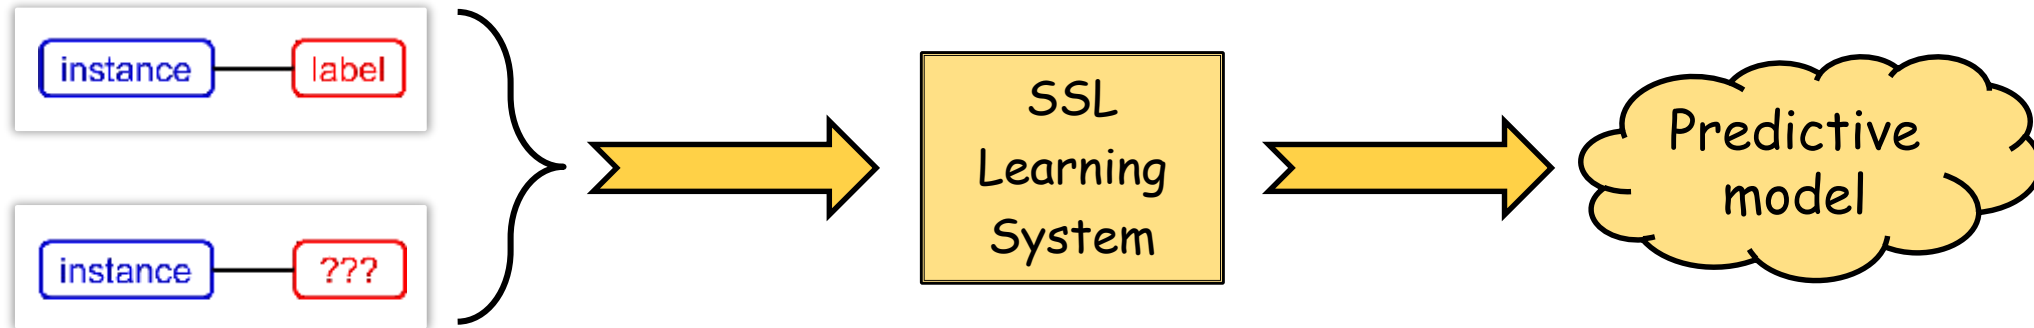 instance label
instance ???
SSL
Learning
System
Predictive
model